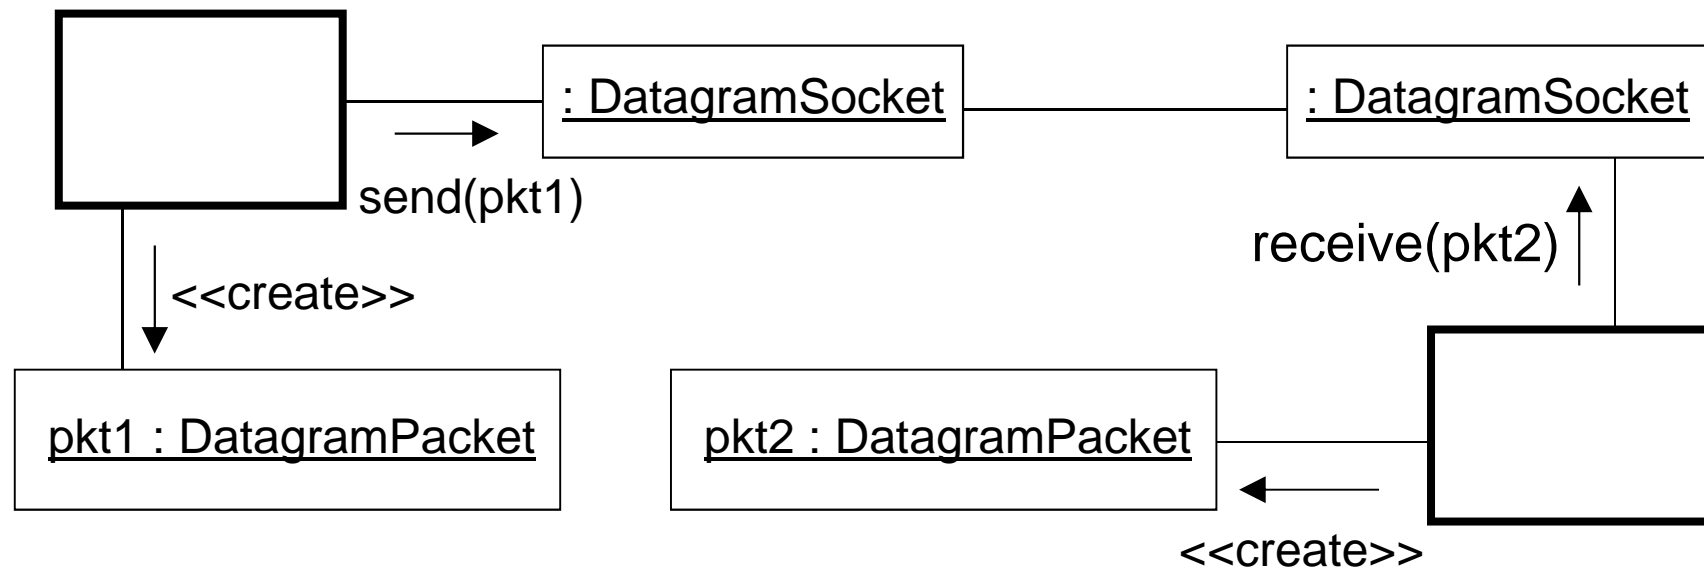 : DatagramSocket
: DatagramSocket
send(pkt1)
receive(pkt2)
<<create>>
pkt1 : DatagramPacket
pkt2 : DatagramPacket
<<create>>